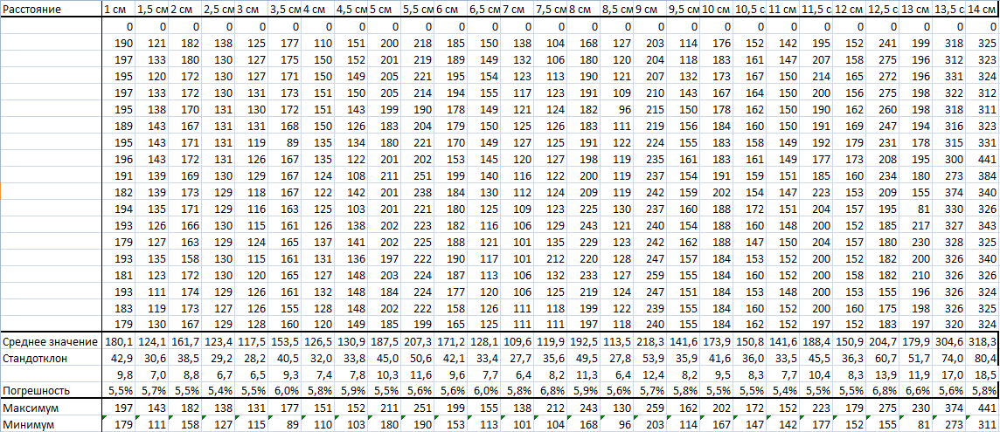 Расстояние 1 см 1,5 см 2 см 2,5 см 3 см 3,5 см 4 см 4,5 см 5 см 5,5 см 6 см 6,5 см 7 см 7,5 см 8 см 8,5 см 9 см 9,5 см 10 см 10,5 с 11 см 11,5 с 12 см 12,5 с 13 см 13,5 с 14 см
0 0 0 0 0 0 0 0 0 0 0 0 0 0 0 0 0 0 0 0 0 0 0 0 0 0 0
190 121 182 138 125 177 110 151 200 218 185 150 138 104 168 127 203 114 176 152 142 195 152 241 199 318 325
197 133 180 130 127 175 150 152 201 219 189 149 132 106 180 120 204 118 183 161 147 207 158 275 196 312 323
195 120 172 130 127 171 150 149 205 221 195 154 123 113 190 121 207 132 173 167 150 214 165 272 196 331 324
197 133 172 130 131 173 151 150 205 214 194 155 117 123 191 109 210 143 167 164 150 200 156 275 198 322 312
195 138 170 131 130 172 151 143 199 190 178 149 121 124 182 96 215 150 178 162 150 190 162 260 198 318 311
189 143 167 131 131 168 150 126 183 204 179 150 125 126 183 111 219 156 184 160 150 191 169 247 194 316 323
195 143 171 131 119 89 135 134 180 221 170 149 127 125 191 122 224 155 183 158 149 192 179 231 178 315 331
196 143 172 131 126 167 135 122 201 202 153 145 120 127 198 119 235 161 183 161 149 177 173 208 195 300 441
191 139 169 130 129 167 124 108 211 251 199 140 116 122 200 119 237 154 191 159 151 185 160 234 180 273 384
182 139 173 129 118 167 122 142 201 238 184 130 112 124 209 119 242 159 202 154 147 223 153 209 155 374 340
194 135 171 129 116 163 125 103 201 221 180 125 109 123 225 130 237 160 188 172 151 204 157 195 81 330 326
193 126 166 130 115 161 126 138 202 223 182 116 106 129 243 121 240 154 188 160 148 200 152 185 217 327 343
179 127 163 129 124 165 137 141 202 225 188 121 101 135 229 123 242 162 188 147 150 204 157 180 230 328 325
193 135 158 130 115 161 131 136 197 222 190 117 101 212 220 128 247 157 184 153 152 200 152 182 200 326 340
181 123 172 130 120 165 127 148 203 224 187 113 106 132 233 127 259 155 184 160 152 200 158 182 210 326 326
193 111 174 129 126 161 132 148 184 224 177 120 106 125 219 124 247 151 184 153 148 200 153 155 196 326 324
183 119 173 127 126 155 128 148 202 222 158 126 111 118 199 122 239 155 184 160 152 200 160 175 198 326 325
179 130 167 129 128 160 120 149 185 199 165 125 111 111 197 118 240 155 184 162 152 197 152 183 197 320 324
Среднее значение 180,1 124,1 161,7 123,4 117,5 153,5 126,5 130,9 187,5 207,3 171,2 128,1 109,6 119,9 192,5 113,5 218,3 141,6 173,9 150,8 141,6 188,4 150,9 204,7 179,9 304,6 318,3
Стандотклон 42,9 30,6 38,5 29,2 28,2 40,5 32,0 33,8 45,0 50,6 42,1 33,4 27,7 35,6 49,5 27,8 53,9 35,9 41,6 36,0 33,5 45,5 36,3 60,7 51,7 74,0 80,4
9,8 7,0 8,8 6,7 6,5 9,3 7,4 7,8 10,3 11,6 9,6 7,7 6,4 8,2 11,3 6,4 12,4 8,2 9,5 8,3 7,7 10,4 8,3 13,9 11,9 17,0 18,5
Погрешность 5,5% 5,7% 5,5% 5,4% 5,5% 6,0% 5,8% 5,9% 5,5% 5,6% 5,6% 6,0% 5,8% 6,8% 5,9% 5,6% 5,7% 5,8% 5,5% 5,5% 5,4% 5,5% 5,5% 6,8% 6,6% 5,6% 5,8%
Максимум 197 143 182 138 131 177 151 152 211 251 199 155 138 212 243 130 259 162 202 172 152 223 179 275 230 374 441
Минимум 179 111 158 127 115 89 110 103 180 190 153 113 101 104 168 96 203 114 167 147 142 177 152 155 81 273 311